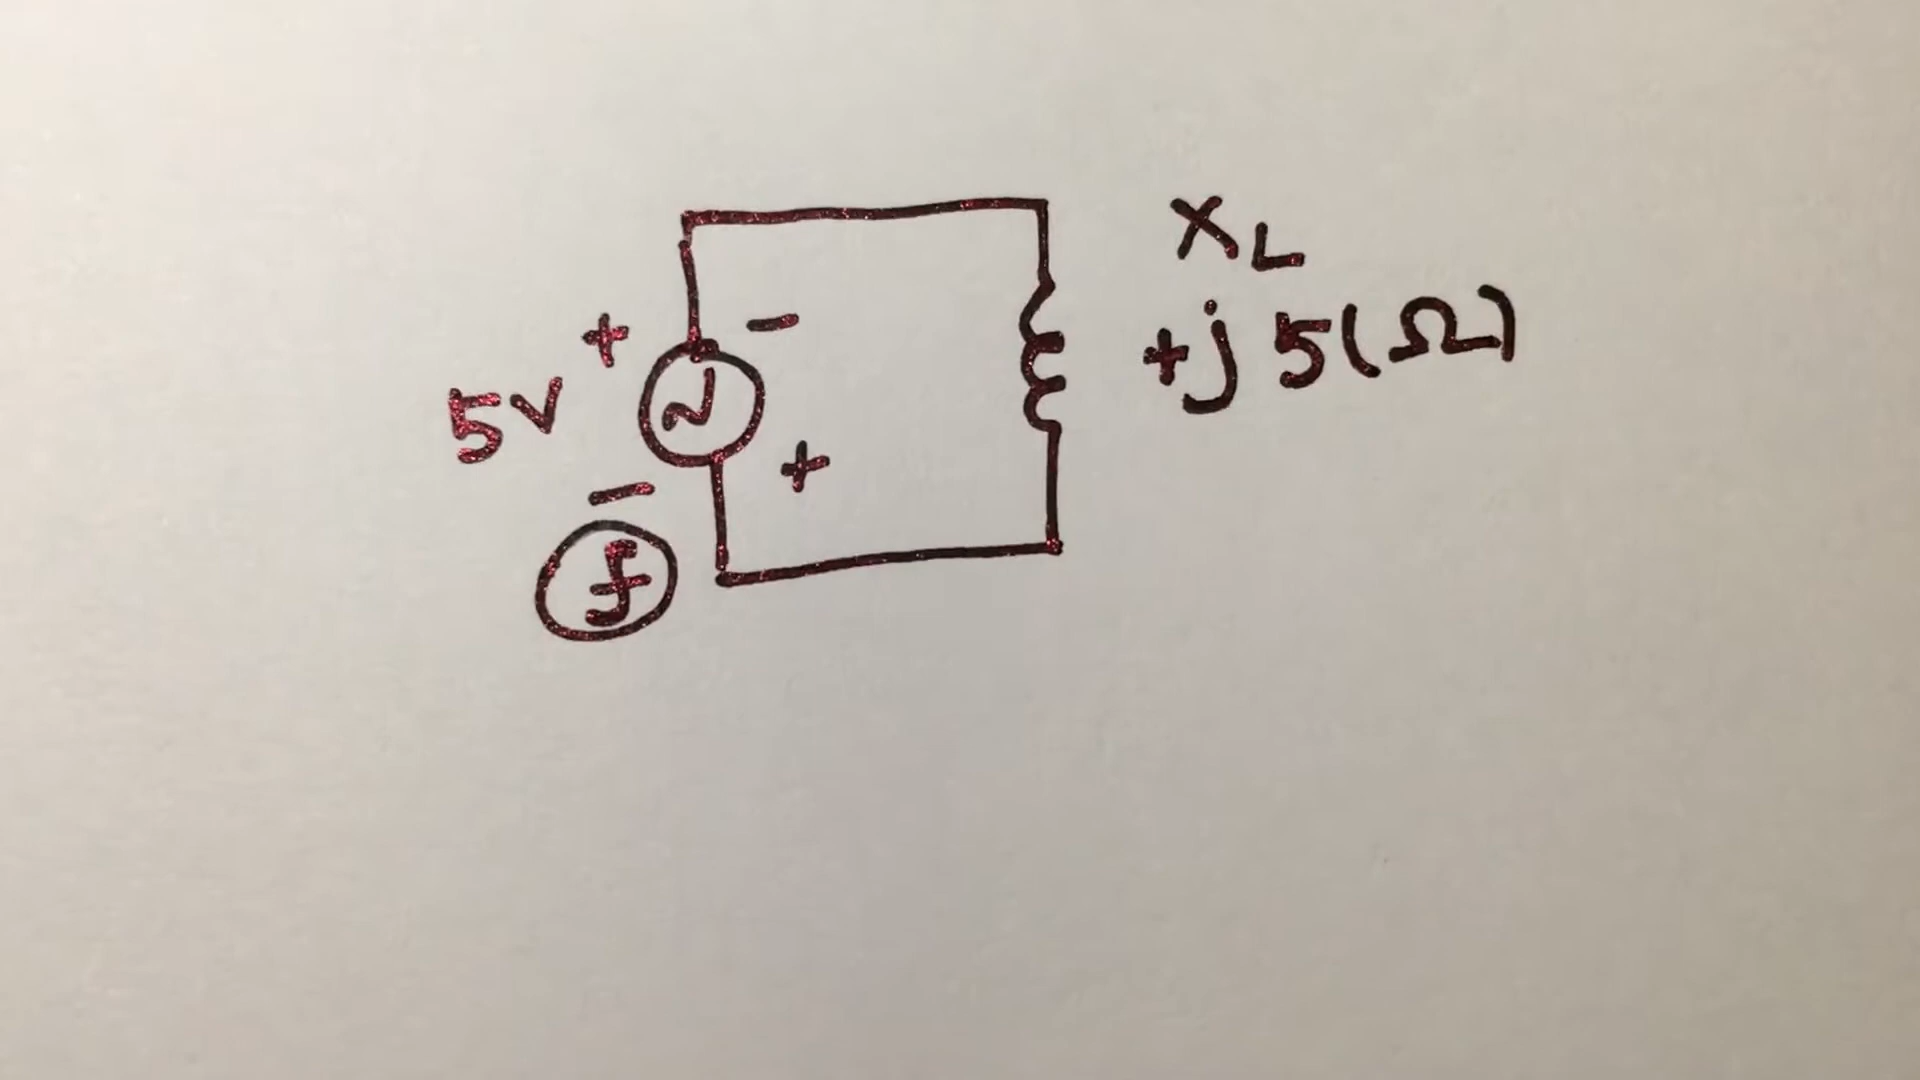 XL
+j 5(Ω)
+ −
5V
− +
f